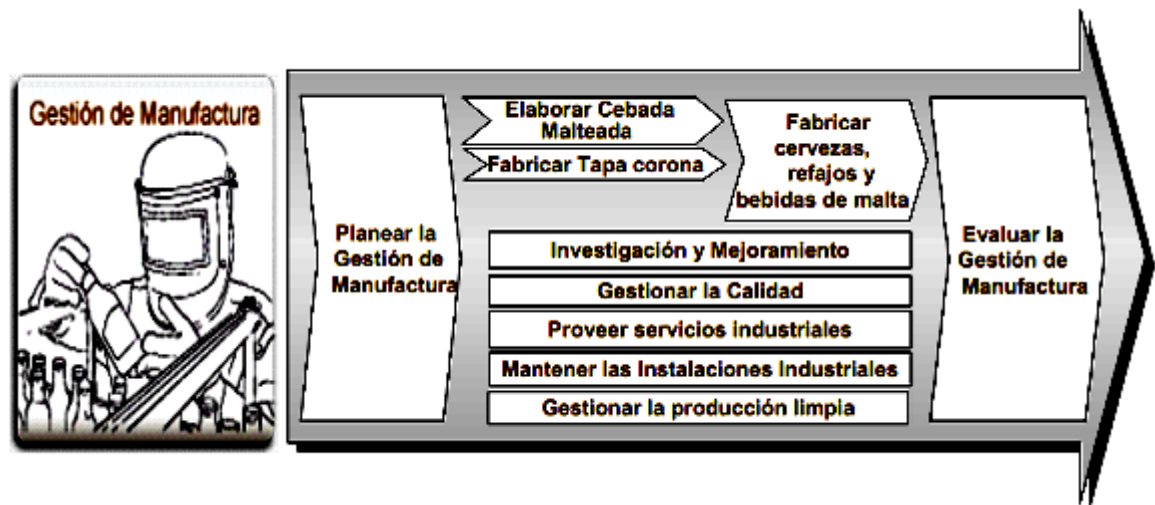 Gestión de Manufactura
Planear la
Gestión de
Manufactura
Elaborar Cebada
Malteada
Fabricar Tapa corona
Fabricar
cervezas,
refajos y
bebidas de malta
Investigación y Mejoramiento
Gestionar la Calidad
Proveer servicios industriales
Mantener las Instalaciones Industriales
Gestionar la producción limpia
Evaluar la
Gestión de
Manufactura